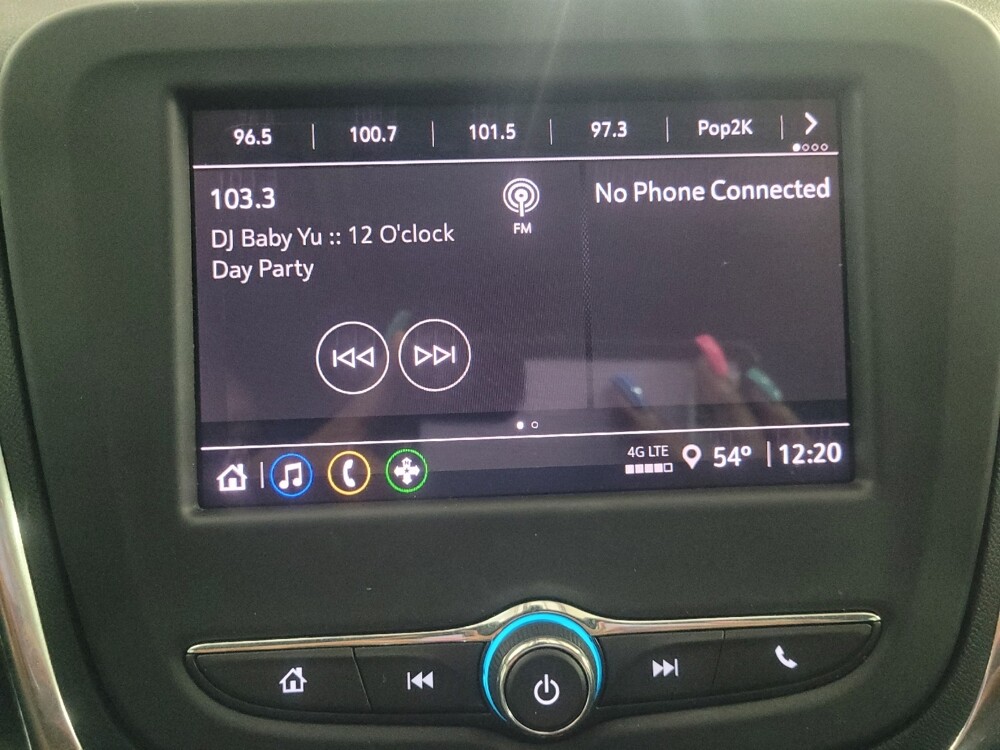 96.5 | 100.7 | 101.5 | 97.3 | Pop2K |
103.3
FM
No Phone Connected
DJ Baby Yu :: 12 O'clock
Day Party
4G LTE
54° | 12:20